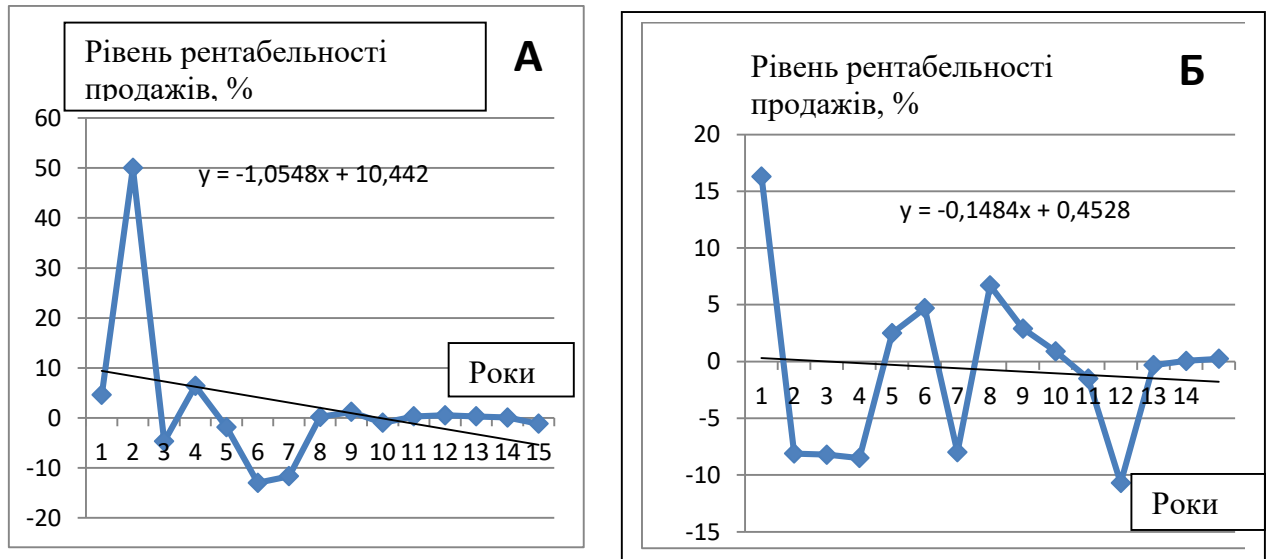 Рівень рентабельності
продажів, %
А
60
50
40
30
20
10
0
-10
-20
y = -1,0548x + 10,442
Роки
1 2 3 4 5 6 7 8 9 10 11 12 13 14 15
Рівень рентабельності
продажів, %
Б
20
15
10
5
0
-5
-10
-15
y = -0,1484x + 0,4528
1 2 3 4 5 6 7 8 9 10 11 12 13 14
Роки